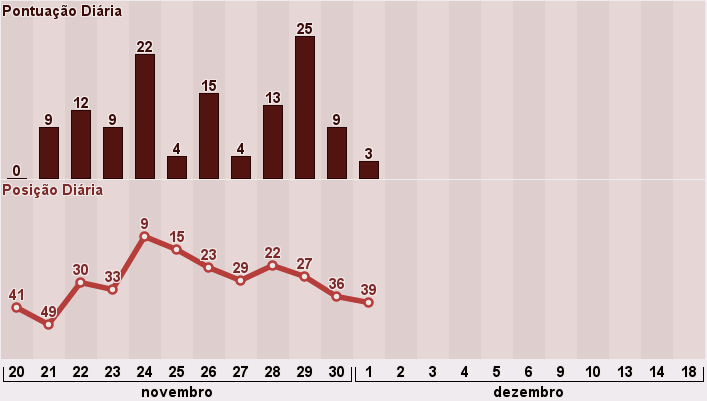 Pontuação Diária
0 9 12 9 22 4 15 4 13 25 9 3
Posição Diária
41 49 30 33 9 15 23 29 22 27 36 39
20 21 22 23 24 25 26 27 28 29 30 1 2 3 4 5 6 9 10 13 14 18
novembro dezembro